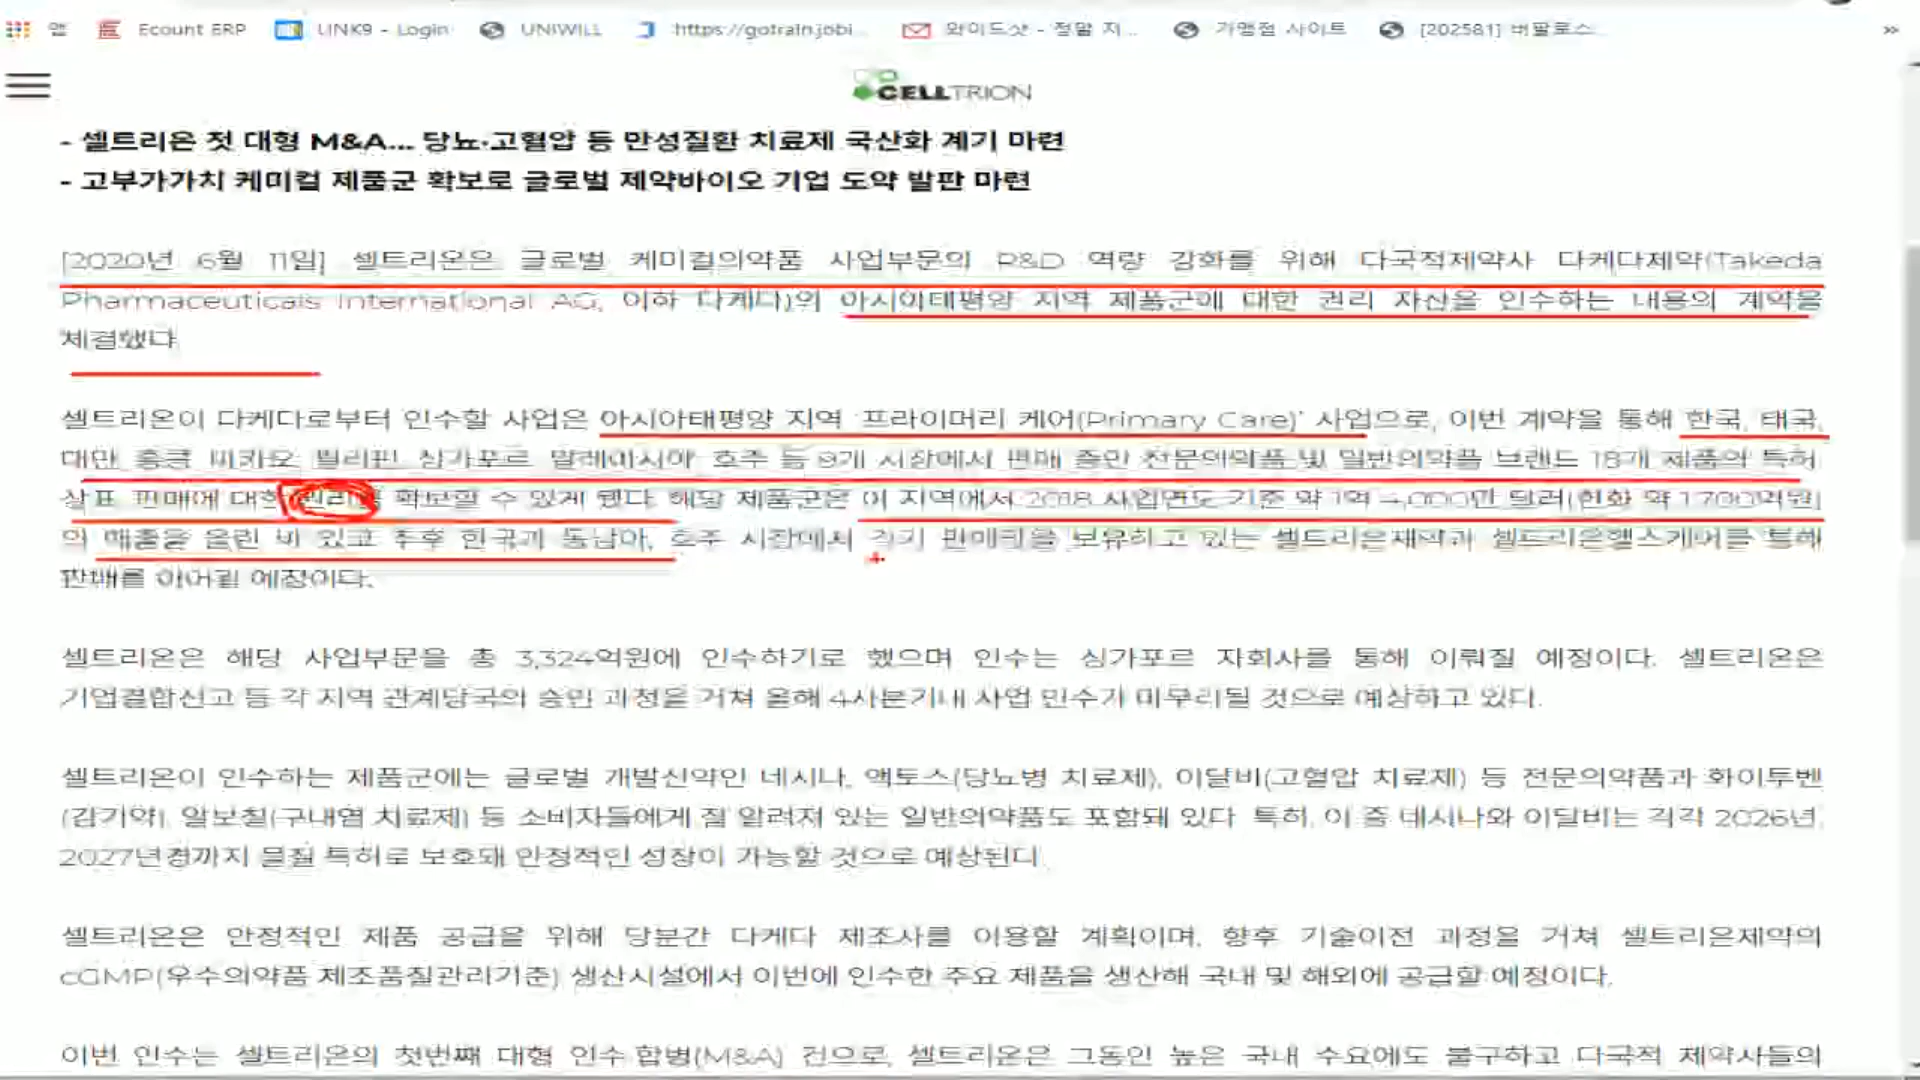 앱 Ecount ERP LINK9 - Login UNIWILL https://gotrain.jobi... 와이드샷 - 정말 지... 가맹점 사이트 [202581] 버팔로스... »
CELLTRION
- 셀트리온 첫 대형 M&A... 당뇨·고혈압 등 만성질환 치료제 국산화 계기 마련
- 고부가가치 케미컬 제품군 확보로 글로벌 제약바이오 기업 도약 발판 마련
[2020년 6월 11일] 셀트리온은 글로벌 케미컬의약품 사업부문의 R&D 역량 강화를 위해 다국적제약사 다케다제약(Takeda
Pharmaceuticals International AG, 이하 다케다)의 아시아태평양 지역 제품군에 대한 권리 자산을 인수하는 내용의 계약을
체결했다.
셀트리온이 다케다로부터 인수할 사업은 아시아태평양 지역 '프라이머리 케어(Primary Care)' 사업으로, 이번 계약을 통해 한국, 태국,
대만, 홍콩, 마카오, 필리핀, 싱가포르, 말레이시아, 호주 등 9개 시장에서 판매 중인 전문의약품 및 일반의약품 브랜드 18개 제품의 특허,
상표, 판매에 대한 권리를 확보할 수 있게 됐다. 해당 제품군은 이 지역에서 2018 사업연도 기준 약 1억 4,000만 달러(한화 약 1,700억원)
의 매출을 올린 바 있고 추후 한국과 동남아, 호주 시장에서 각기 판매망을 보유하고 있는 셀트리온제약과 셀트리온헬스케어를 통해
판매를 이어갈 예정이다.
셀트리온은 해당 사업부문을 총 3,324억원에 인수하기로 했으며 인수는 싱가포르 자회사를 통해 이뤄질 예정이다. 셀트리온은
기업결합신고 등 각 지역 관계당국의 승인 과정을 거쳐 올해 4사분기내 사업 인수가 마무리될 것으로 예상하고 있다.
셀트리온이 인수하는 제품군에는 글로벌 개발신약인 네시나, 액토스(당뇨병 치료제), 이달비(고혈압 치료제) 등 전문의약품과 화이투벤
(감기약), 알보칠(구내염 치료제) 등 소비자들에게 잘 알려져 있는 일반의약품도 포함돼 있다. 특히, 이 중 네시나와 이달비는 각각 2026년,
2027년경까지 물질 특허로 보호돼 안정적인 성장이 가능할 것으로 예상된다.
셀트리온은 안정적인 제품 공급을 위해 당분간 다케다 제조사를 이용할 계획이며, 향후 기술이전 과정을 거쳐 셀트리온제약의
cGMP(우수의약품 제조품질관리기준) 생산시설에서 이번에 인수한 주요 제품을 생산해 국내 및 해외에 공급할 예정이다.
이번 인수는 셀트리온의 첫번째 대형 인수합병(M&A) 건으로, 셀트리온은 그동안 높은 국내 수요에도 불구하고 다국적 제약사들의